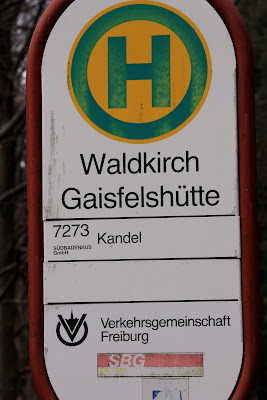 H
Waldkirch
Gaisfelshütte
7273 Kandel
SÜDBADENBUS
GmbH
Verkehrsgemeinschaft
Freiburg
SBG